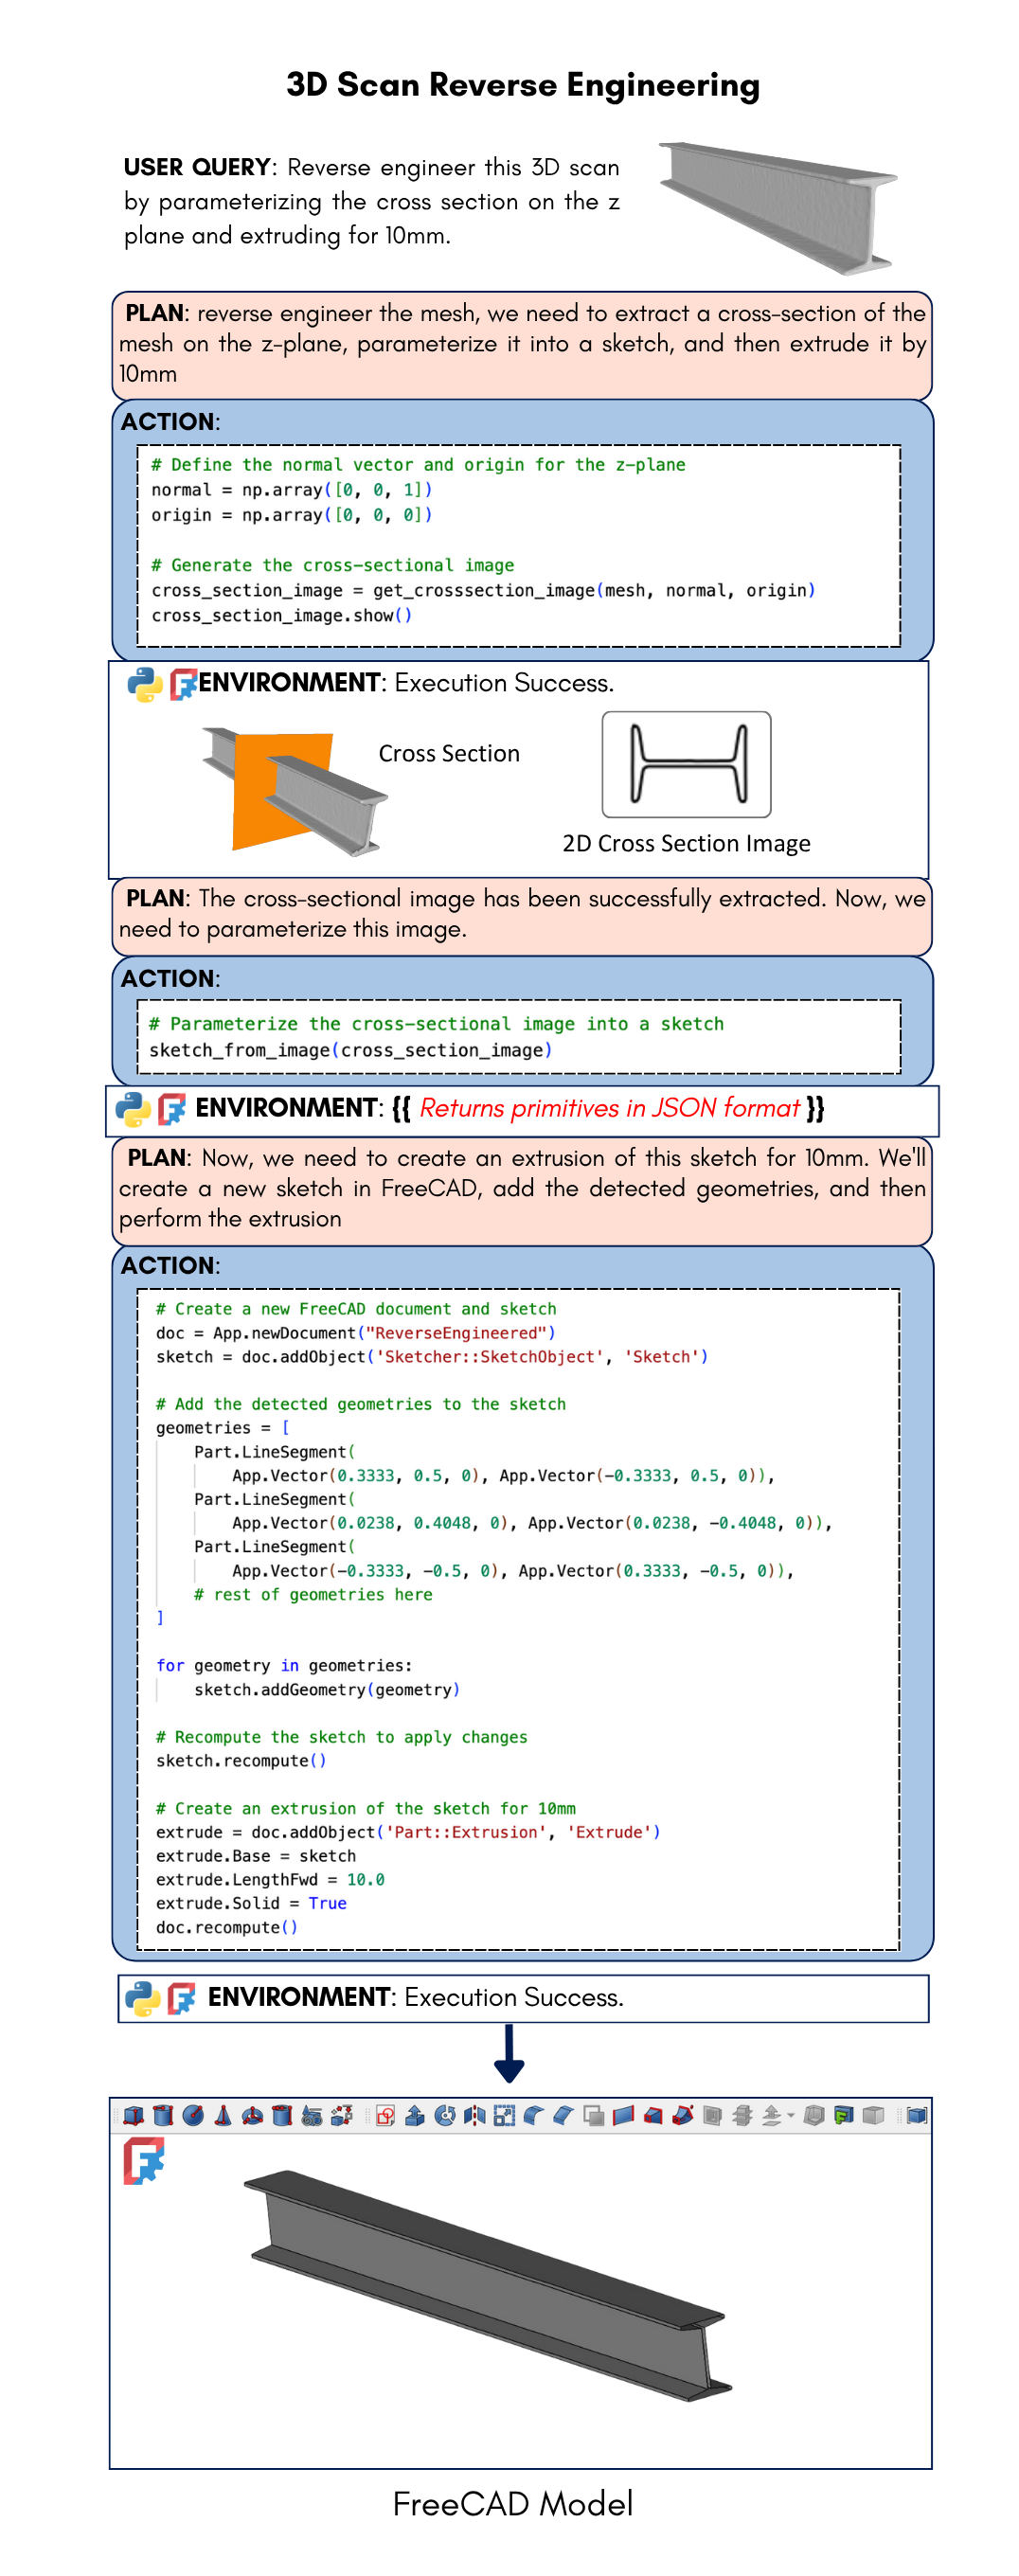 3D Scan Reverse Engineering
USER QUERY: Reverse engineer this 3D scan
by parameterizing the cross section on the z
plane and extruding for 10mm.
PLAN: reverse engineer the mesh, we need to extract a cross-section of the
mesh on the z-plane, parameterize it into a sketch, and then extrude it by
10mm
ACTION:
# Define the normal vector and origin for the z-plane
normal = np.array([0, 0, 1])
origin = np.array([0, 0, 0])
# Generate the cross-sectional image
cross_section_image = get_crosssection_image(mesh, normal, origin)
cross_section_image.show()
ENVIRONMENT: Execution Success.
Cross Section
2D Cross Section Image
PLAN: The cross-sectional image has been successfully extracted. Now, we
need to parameterize this image.
ACTION:
# Parameterize the cross-sectional image into a sketch
sketch_from_image(cross_section_image)
ENVIRONMENT: {{ Returns primitives in JSON format }}
PLAN: Now, we need to create an extrusion of this sketch for 10mm. We'll
create a new sketch in FreeCAD, add the detected geometries, and then
perform the extrusion
ACTION:
# Create a new FreeCAD document and sketch
doc = App.newDocument("ReverseEngineered")
sketch = doc.addObject('Sketcher::SketchObject', 'Sketch')
# Add the detected geometries to the sketch
geometries = [
Part.LineSegment(
App.Vector(0.3333, 0.5, 0), App.Vector(-0.3333, 0.5, 0)),
Part.LineSegment(
App.Vector(0.0238, 0.4048, 0), App.Vector(0.0238, -0.4048, 0)),
Part.LineSegment(
App.Vector(-0.3333, -0.5, 0), App.Vector(0.3333, -0.5, 0)),
# rest of geometries here
]
for geometry in geometries:
sketch.addGeometry(geometry)
# Recompute the sketch to apply changes
sketch.recompute()
# Create an extrusion of the sketch for 10mm
extrude = doc.addObject('Part::Extrusion', 'Extrude')
extrude.Base = sketch
extrude.LengthFwd = 10.0
extrude.Solid = True
doc.recompute()
ENVIRONMENT: Execution Success.
FreeCAD Model